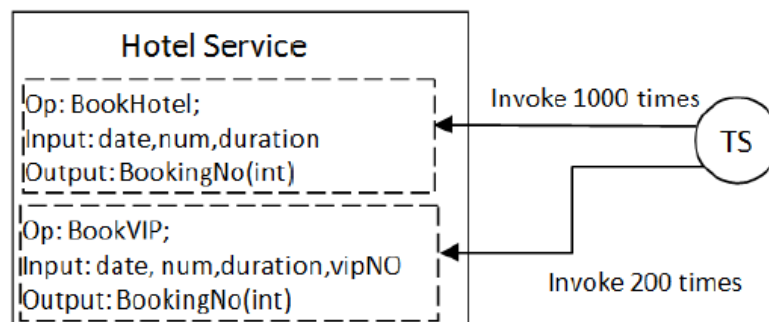 Hotel Service
Op: BookHotel;
Input: date,num,duration
Output: BookingNo(int)
Invoke 1000 times
TS
Op: BookVIP;
Input: date, num,duration,vipNO
Output: BookingNo(int)
Invoke 200 times